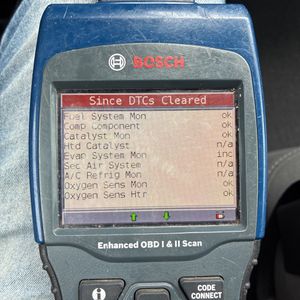 BOSCH
Since DTCs Cleared
Fuel System Mon ok
Comp Component ok
Catalyst Mon ok
Htd Catalyst n/a
Evap System Mon inc
Sec Air System n/a
A/C Refrig Mon n/a
Oxygen Sens Mon ok
Oxygen Sens Htr ok
Enhanced OBD I & II Scan
i
CODE
CONNECT